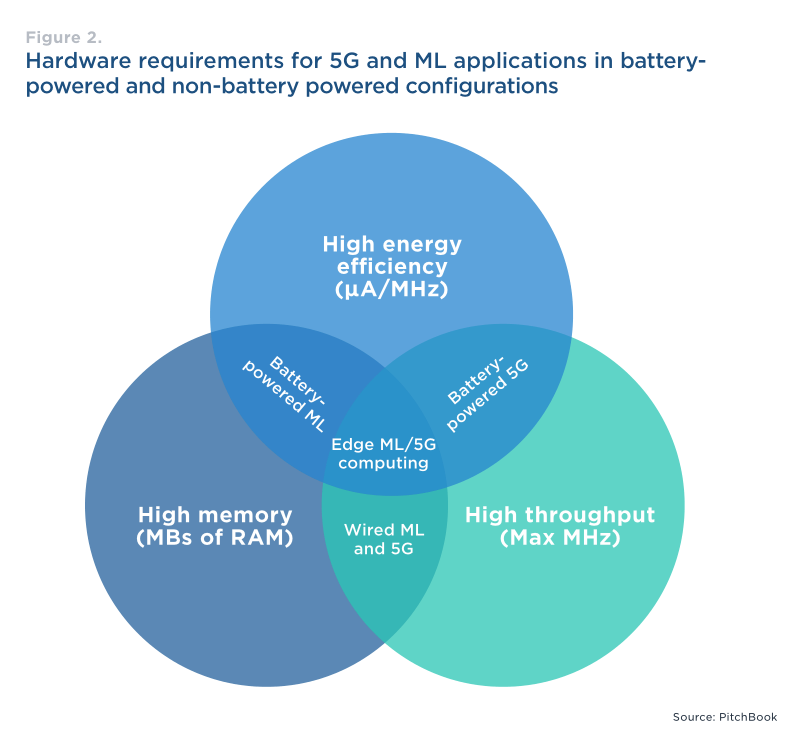 Figure 2.
Hardware requirements for 5G and ML applications in battery-
powered and non-battery powered configurations
High energy
efficiency
(µA/MHz)
Battery-
powered ML
Battery-
powered 5G
Edge ML/5G
computing
High memory
(MBs of RAM)
Wired ML
and 5G
High throughput
(Max MHz)
Source: PitchBook